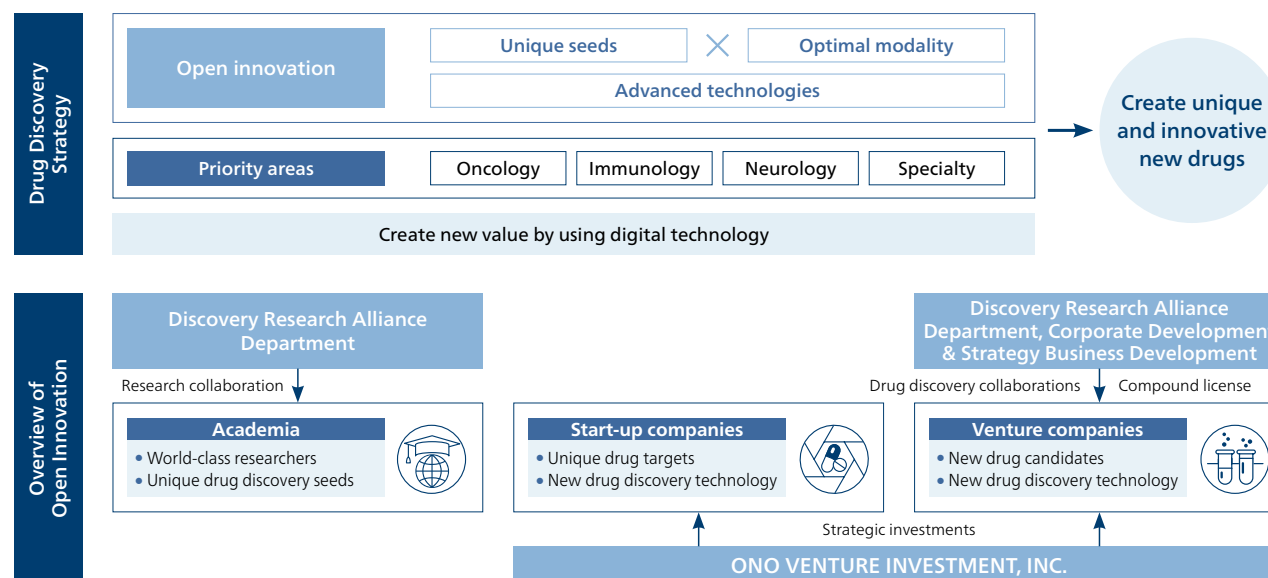 Drug Discovery
Strategy
Open innovation
Unique seeds
Optimal modality
Advanced technologies
Priority areas
Oncology
Immunology
Neurology
Specialty
Create new value by using digital technology
Create unique
and innovative
new drugs
Overview of
Open Innovation
Discovery Research Alliance
Department
Research collaboration
Academia
• World-class researchers
• Unique drug discovery seeds
Start-up companies
• Unique drug targets
• New drug discovery technology
Discovery Research Alliance
Department, Corporate Developmen
& Strategy Business Development
Drug discovery collaborations
Compound license
Venture companies
• New drug candidates
• New drug discovery technology
Strategic investments
ONO VENTURE INVESTMENT, INC.